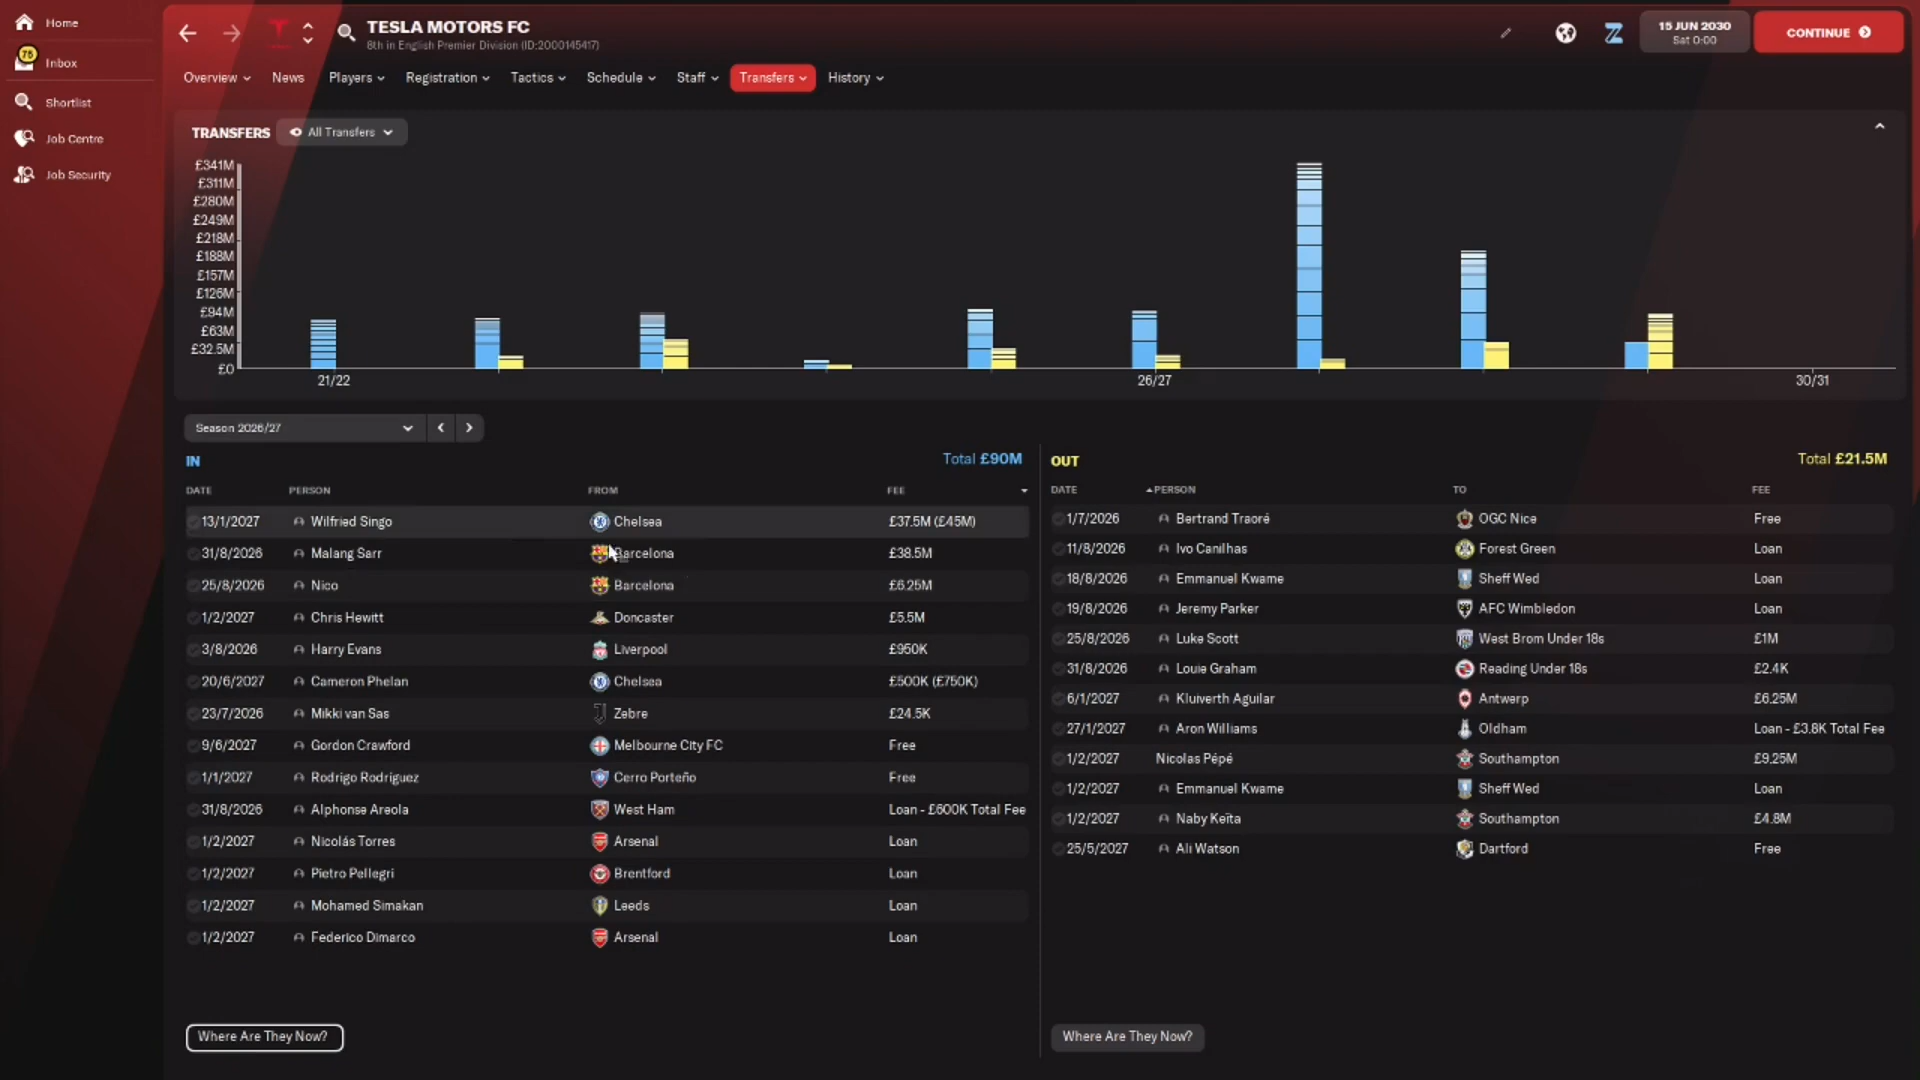 Home
75
Inbox
Shortlist
Job Centre
Job Security
TESLA MOTORS FC
8th in English Premier Division (ID:2000145417)
15 JUN 2030
Sat 0:00
CONTINUE
Overview News Players Registration Tactics Schedule Staff Transfers History
TRANSFERS All Transfers
£341M
£311M
£280M
£249M
£218M
£188M
£157M
£126M
£94M
£63M
£32.5M
£0
21/22 26/27 30/31
Season 2026/27
IN Total £90M
DATE PERSON FROM FEE
13/1/2027 Wilfried Singo Chelsea £37.5M (£45M)
31/8/2026 Malang Sarr Barcelona £38.5M
25/8/2026 Nico Barcelona £6.25M
1/2/2027 Chris Hewitt Doncaster £5.5M
3/8/2026 Harry Evans Liverpool £950K
20/6/2027 Cameron Phelan Chelsea £500K (£750K)
23/7/2026 Mikki van Sas Zebre £24.5K
9/6/2027 Gordon Crawford Melbourne City FC Free
1/1/2027 Rodrigo Rodríguez Cerro Porteño Free
31/8/2026 Alphonse Areola West Ham Loan - £600K Total Fee
1/2/2027 Nicolás Torres Arsenal Loan
1/2/2027 Pietro Pellegri Brentford Loan
1/2/2027 Mohamed Simakan Leeds Loan
1/2/2027 Federico Dimarco Arsenal Loan
Where Are They Now?
OUT Total £21.5M
DATE PERSON TO FEE
1/7/2026 Bertrand Traoré OGC Nice Free
11/8/2026 Ivo Canilhas Forest Green Loan
18/8/2026 Emmanuel Kwame Sheff Wed Loan
19/8/2026 Jeremy Parker AFC Wimbledon Loan
25/8/2026 Luke Scott West Brom Under 18s £1M
31/8/2026 Louie Graham Reading Under 18s £2.4K
6/1/2027 Kluiverth Aguilar Antwerp £6.25M
27/1/2027 Aron Williams Oldham Loan - £3.8K Total Fee
1/2/2027 Nicolas Pépé Southampton £9.25M
1/2/2027 Emmanuel Kwame Sheff Wed Loan
1/2/2027 Naby Keïta Southampton £4.8M
25/5/2027 Ali Watson Dartford Free
Where Are They Now?